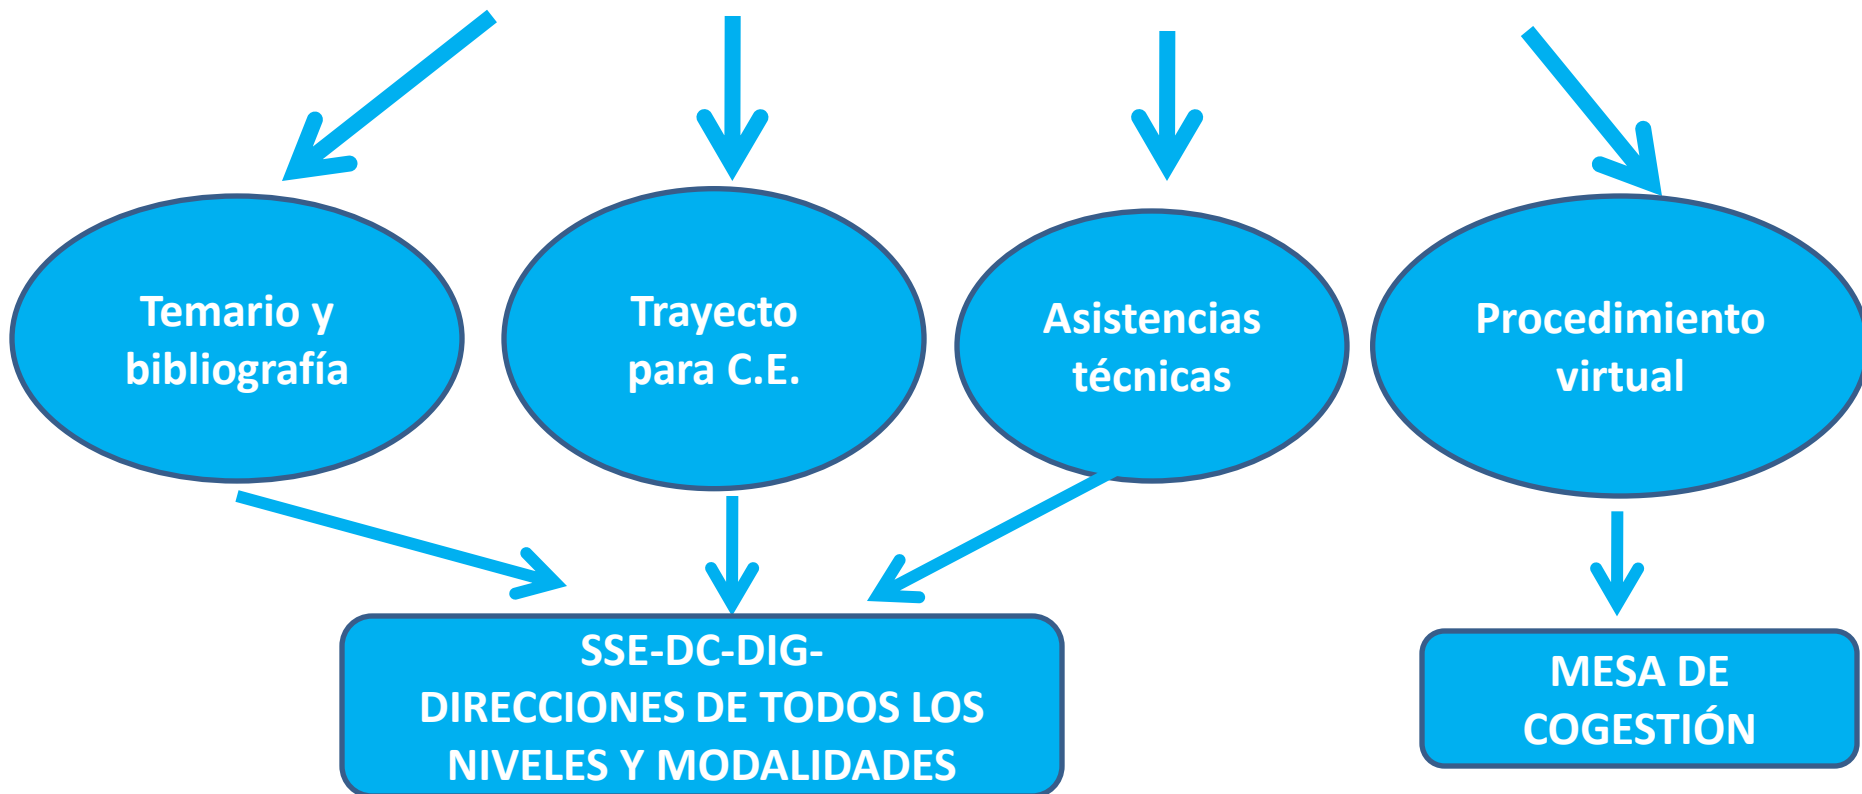 Temario y
bibliografía
Trayecto
para C.E.
Asistencias
técnicas
Procedimiento
virtual
SSE-DC-DIG-
DIRECCIONES DE TODOS LOS
NIVELES Y MODALIDADES
MESA DE
COGESTIÓN